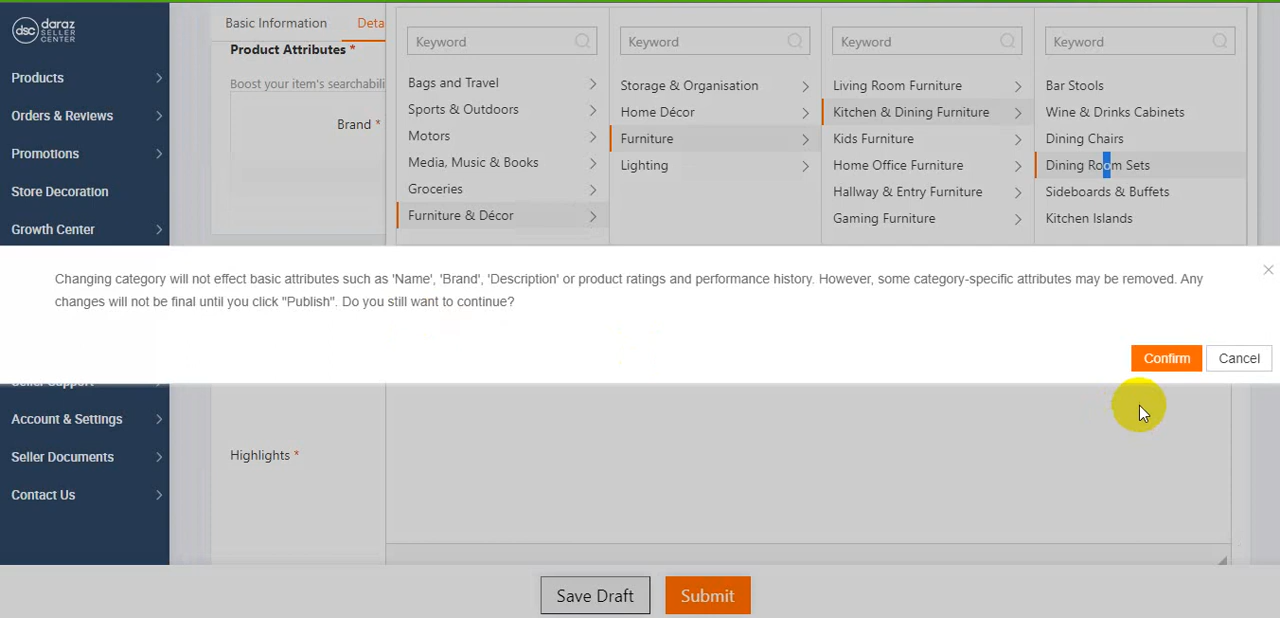 dsc daraz
SELLER
CENTER
Products
Orders & Reviews
Promotions
Store Decoration
Growth Center
Account & Settings
Seller Documents
Contact Us
Basic Information
Product Attributes *
Boost your item's searchabili
Brand *
Keyword
Bags and Travel
Sports & Outdoors
Motors
Media, Music & Books
Groceries
Furniture & Décor
Keyword
Storage & Organisation
Home Décor
Furniture
Lighting
Keyword
Living Room Furniture
Kitchen & Dining Furniture
Kids Furniture
Home Office Furniture
Hallway & Entry Furniture
Gaming Furniture
Keyword
Bar Stools
Wine & Drinks Cabinets
Dining Chairs
Dining Room Sets
Sideboards & Buffets
Kitchen Islands
Changing category will not effect basic attributes such as 'Name', 'Brand', 'Description' or product ratings and performance history. However, some category-specific attributes may be removed. Any
changes will not be final until you click "Publish". Do you still want to continue?
Confirm Cancel
Highlights *
Save Draft Submit